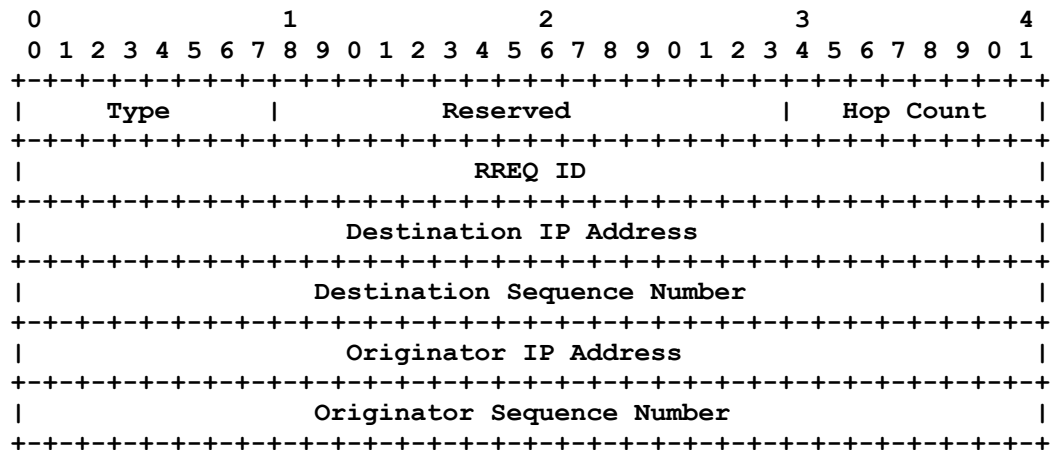 0               1               2               3             4
 0 1 2 3 4 5 6 7 8 9 0 1 2 3 4 5 6 7 8 9 0 1 2 3 4 5 6 7 8 9 0 1
+-+-+-+-+-+-+-+-+-+-+-+-+-+-+-+-+-+-+-+-+-+-+-+-+-+-+-+-+-+-+-+-+
|     Type      |          Reserved             |   Hop Count   |
+-+-+-+-+-+-+-+-+-+-+-+-+-+-+-+-+-+-+-+-+-+-+-+-+-+-+-+-+-+-+-+-+
|                            RREQ ID                            |
+-+-+-+-+-+-+-+-+-+-+-+-+-+-+-+-+-+-+-+-+-+-+-+-+-+-+-+-+-+-+-+-+
|                    Destination IP Address                     |
+-+-+-+-+-+-+-+-+-+-+-+-+-+-+-+-+-+-+-+-+-+-+-+-+-+-+-+-+-+-+-+-+
|                  Destination Sequence Number                  |
+-+-+-+-+-+-+-+-+-+-+-+-+-+-+-+-+-+-+-+-+-+-+-+-+-+-+-+-+-+-+-+-+
|                    Originator IP Address                      |
+-+-+-+-+-+-+-+-+-+-+-+-+-+-+-+-+-+-+-+-+-+-+-+-+-+-+-+-+-+-+-+-+
|                  Originator Sequence Number                   |
+-+-+-+-+-+-+-+-+-+-+-+-+-+-+-+-+-+-+-+-+-+-+-+-+-+-+-+-+-+-+-+-+